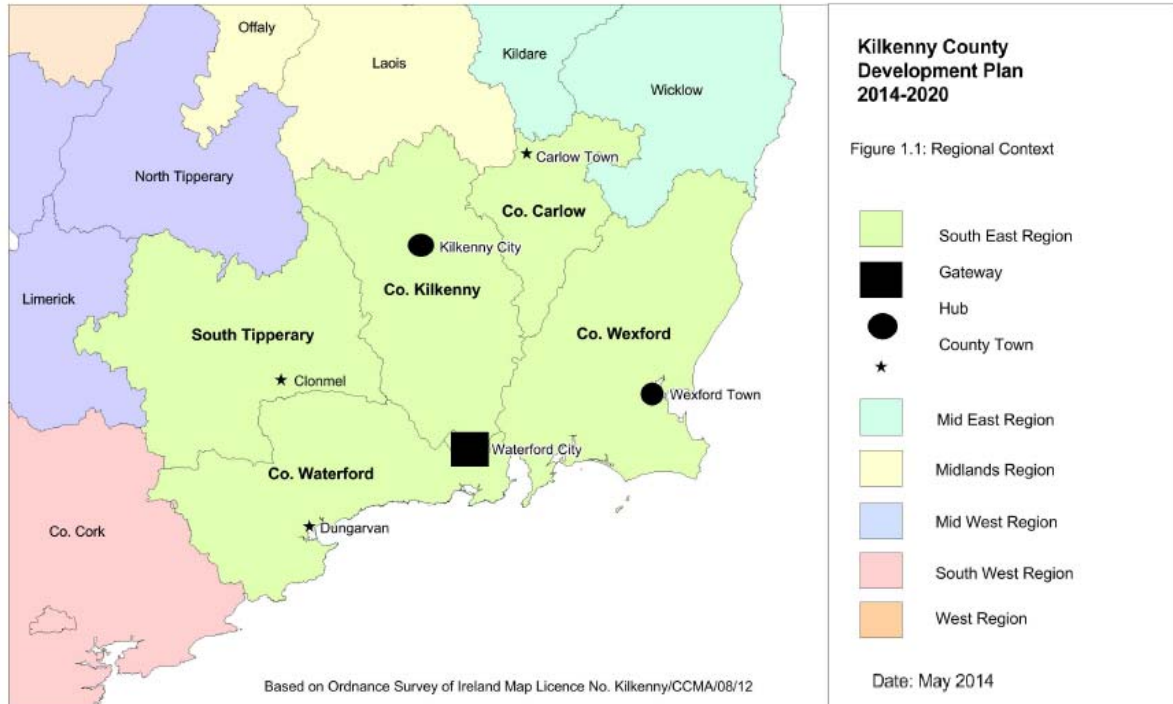 Offaly
Laois
Kildare
Wicklow
North Tipperary
Carlow Town
Co. Carlow
Kilkenny City
Co. Kilkenny
Limerick
South Tipperary
Co. Wexford
Clonmel
Wexford Town
Waterford City
Co. Waterford
Dungarvan
Co. Cork
Based on Ordnance Survey of Ireland Map Licence No. Kilkenny/CCMA/08/12
Kilkenny County
Development Plan
2014-2020
Figure 1.1: Regional Context
South East Region
Gateway
Hub
County Town
Mid East Region
Midlands Region
Mid West Region
South West Region
West Region
Date: May 2014